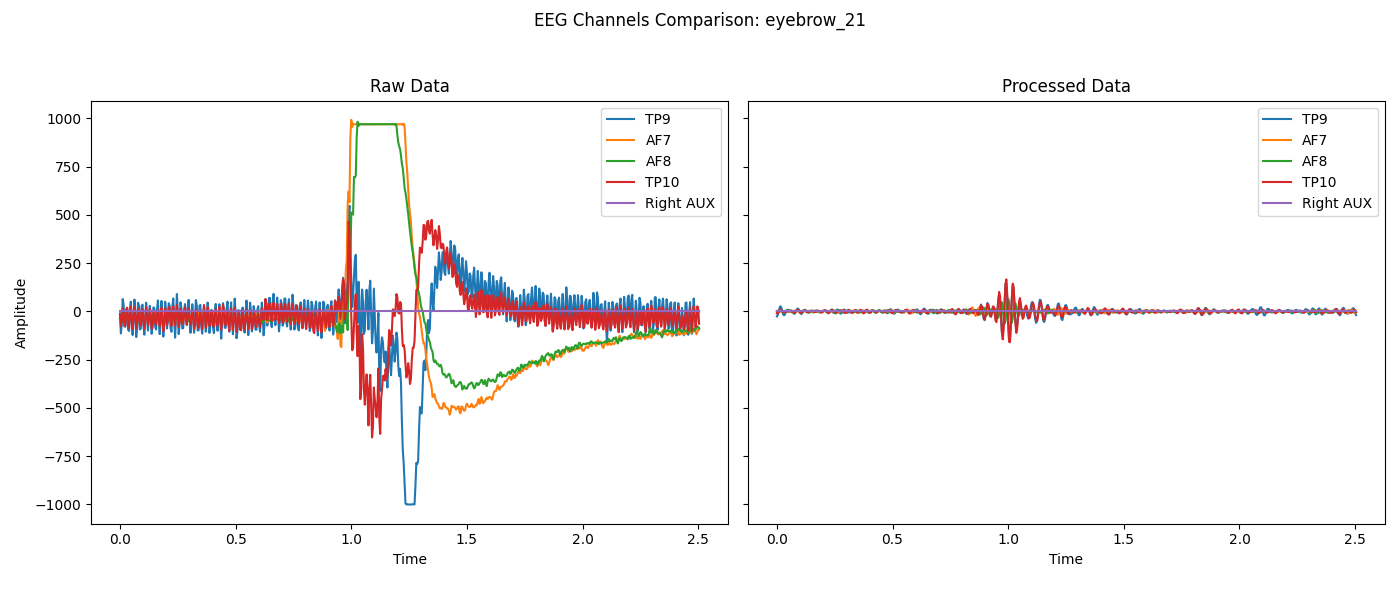 EEG Channels Comparison: eyebrow_21
Raw Data
1000
750
500
250
0
−250
−500
−750
−1000
Amplitude
0.0
0.5
1.0
1.5
2.0
2.5
Time
TP9
AF7
AF8
TP10
Right AUX
Processed Data
TP9
AF7
AF8
TP10
Right AUX
0.0
0.5
1.0
1.5
2.0
2.5
Time